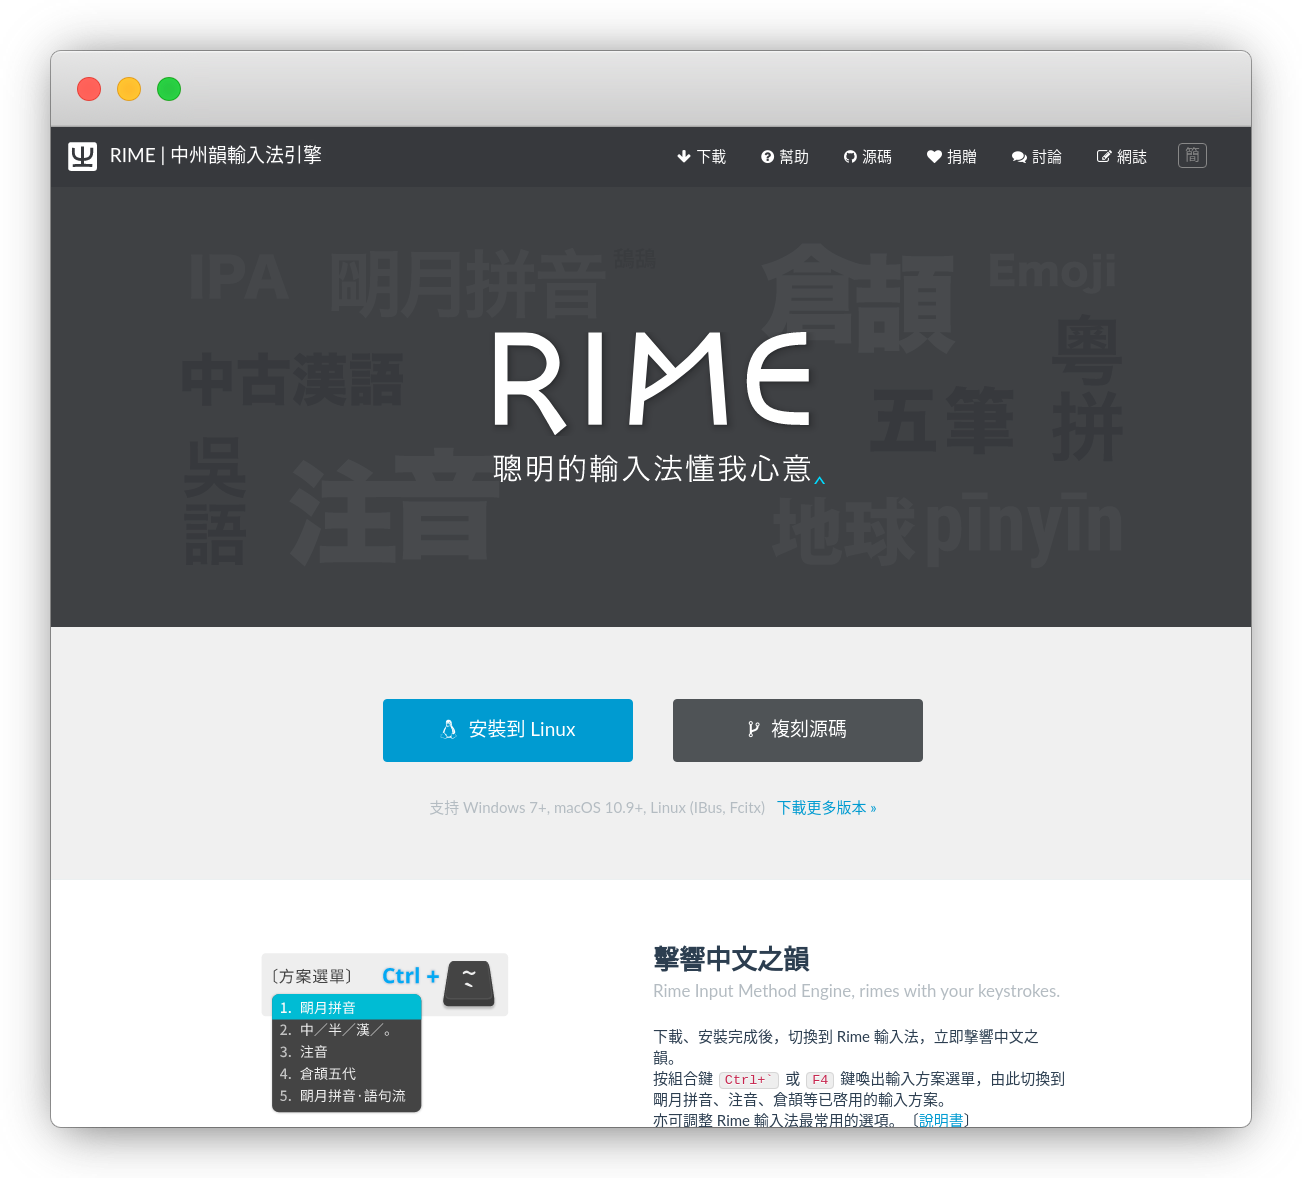 RIME | 中州韻輸入法引擎
下載
幫助
源碼
捐贈
討論
網誌
簡
IPA
朙月拼音
倉頡
Emoji
中古漢語
粵拼
五筆
吳語
注音
地球pīnyīn
RIME
聰明的輸入法懂我心意‸
安裝到 Linux
複刻源碼
支持 Windows 7+, macOS 10.9+, Linux (IBus, Fcitx) 下載更多版本 »
〔方案選單〕 Ctrl + ~ `
1. 朙月拼音
2. 中／半／漢／。
3. 注音
4. 倉頡五代
5. 朙月拼音·語句流
擊響中文之韻
Rime Input Method Engine, rimes with your keystrokes.
下載、安裝完成後，切換到 Rime 輸入法，立即擊響中文之
韻。
按組合鍵 Ctrl+` 或 F4 鍵喚出輸入方案選單，由此切換到
朙月拼音、注音、倉頡等已啓用的輸入方案。
亦可調整 Rime 輸入法最常用的選項。〔說明書〕